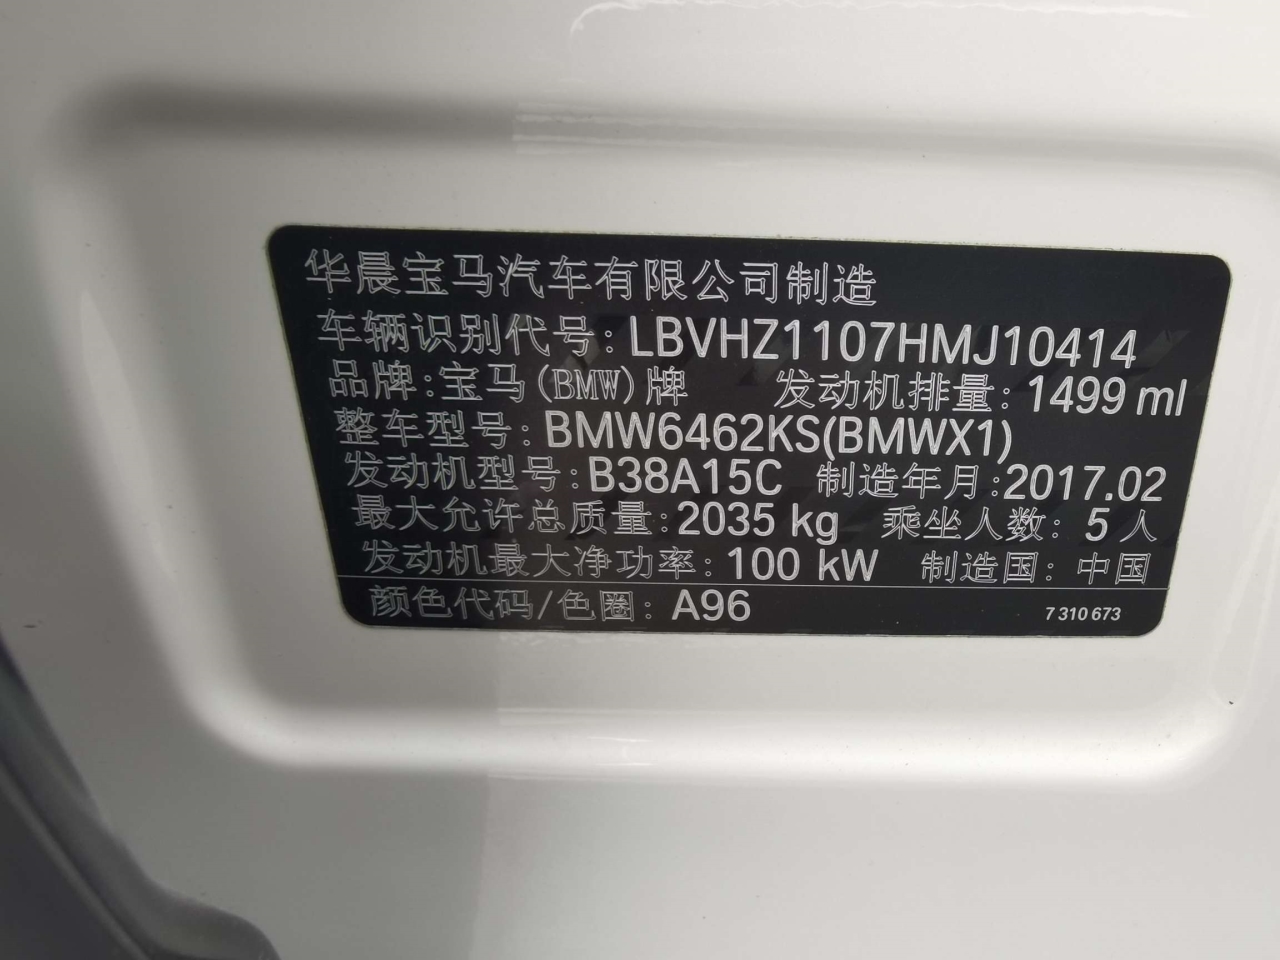 华晨宝马汽车有限公司制造
车辆识别代号: LBVHZ1107HMJ10414
品牌: 宝马(BMW)牌 发动机排量: 1499 ml
整车型号: BMW6462KS(BMWX1)
发动机型号: B38A15C 制造年月: 2017.02
最大允许总质量: 2035 kg 乘坐人数: 5 人
发动机最大净功率: 100 kW 制造国: 中国
颜色代码/色圈: A96 7 310 673